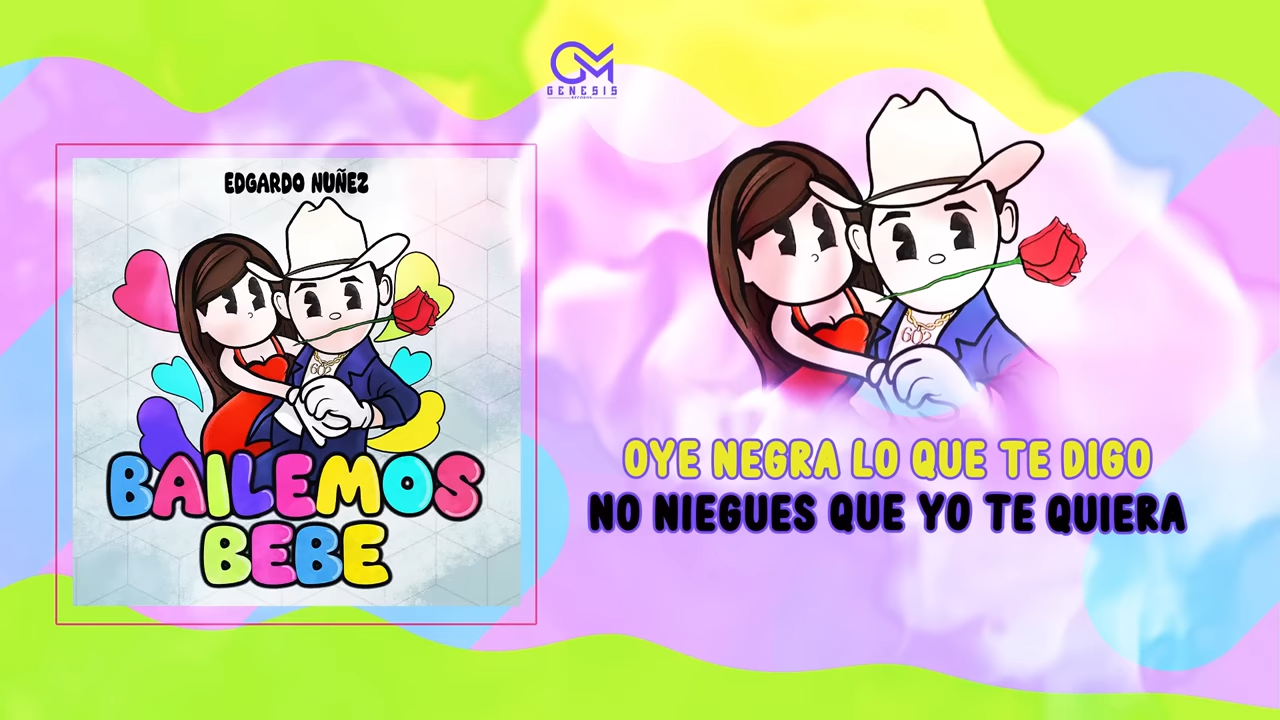 GENESIS
EDGARDO NUÑEZ
602
BAILEMOS
BEBE
602
OYE NEGRA LO QUE TE DIGO
NO NIEGUES QUE YO TE QUIERA